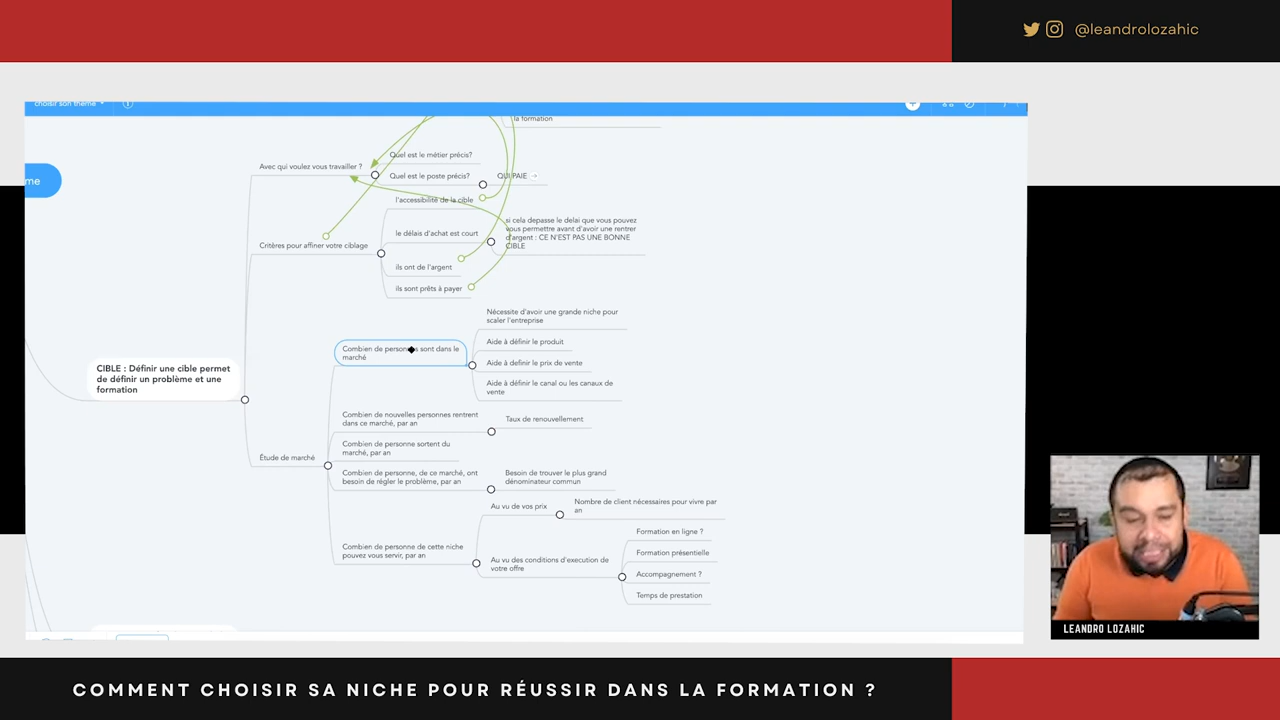 @leandrolozahic
choisir son thème
la formation
Avec qui voulez vous travailler ?
Quel est le métier précis?
Quel est le poste précis?
QUI PAIE
l'accessibilité de la cible
si cela depasse le delai que vous pouvez
vous permettre avant d'avoir une rentrer
d'argent : CE N'EST PAS UNE BONNE
CIBLE
le délais d'achat est court
Critères pour affiner votre ciblage
ils ont de l'argent
ils sont prêts à payer
me
Nécessite d'avoir une grande niche pour
scaler l'entreprise
Combien de personnes sont dans le
marché
Aide à définir le produit
Aide à définir le prix de vente
Aide à définir le canal ou les canaux de
vente
CIBLE : Définir une cible permet
de définir un problème et une
formation
Combien de nouvelles personnes rentrent
dans ce marché, par an
Taux de renouvellement
Combien de personne sortent du
marché, par an
Étude de marché
Combien de personne, de ce marché, ont
besoin de régler le problème, par an
Besoin de trouver le plus grand
dénominateur commun
Au vu de vos prix
Nombre de client nécessaires pour vivre par
an
Combien de personne de cette niche
pouvez vous servir, par an
Au vu des conditions d'execution de
votre offre
Formation en ligne ?
Formation présentielle
Accompagnement ?
Temps de prestation
LEANDRO LOZAHIC
COMMENT CHOISIR SA NICHE POUR RÉUSSIR DANS LA FORMATION ?